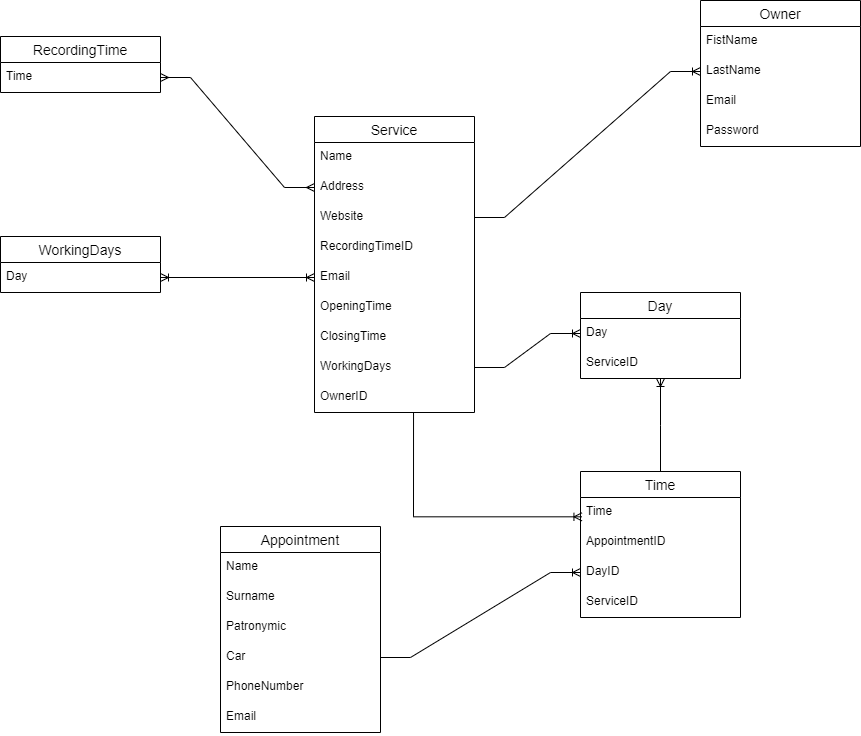 Owner
FistName
LastName
Email
Password
RecordingTime
Time
Service
Name
Address
Website
RecordingTimeID
Email
OpeningTime
ClosingTime
WorkingDays
OwnerID
WorkingDays
Day
Day
Day
ServiceID
Time
Time
AppointmentID
DayID
ServiceID
Appointment
Name
Surname
Patronymic
Car
PhoneNumber
Email